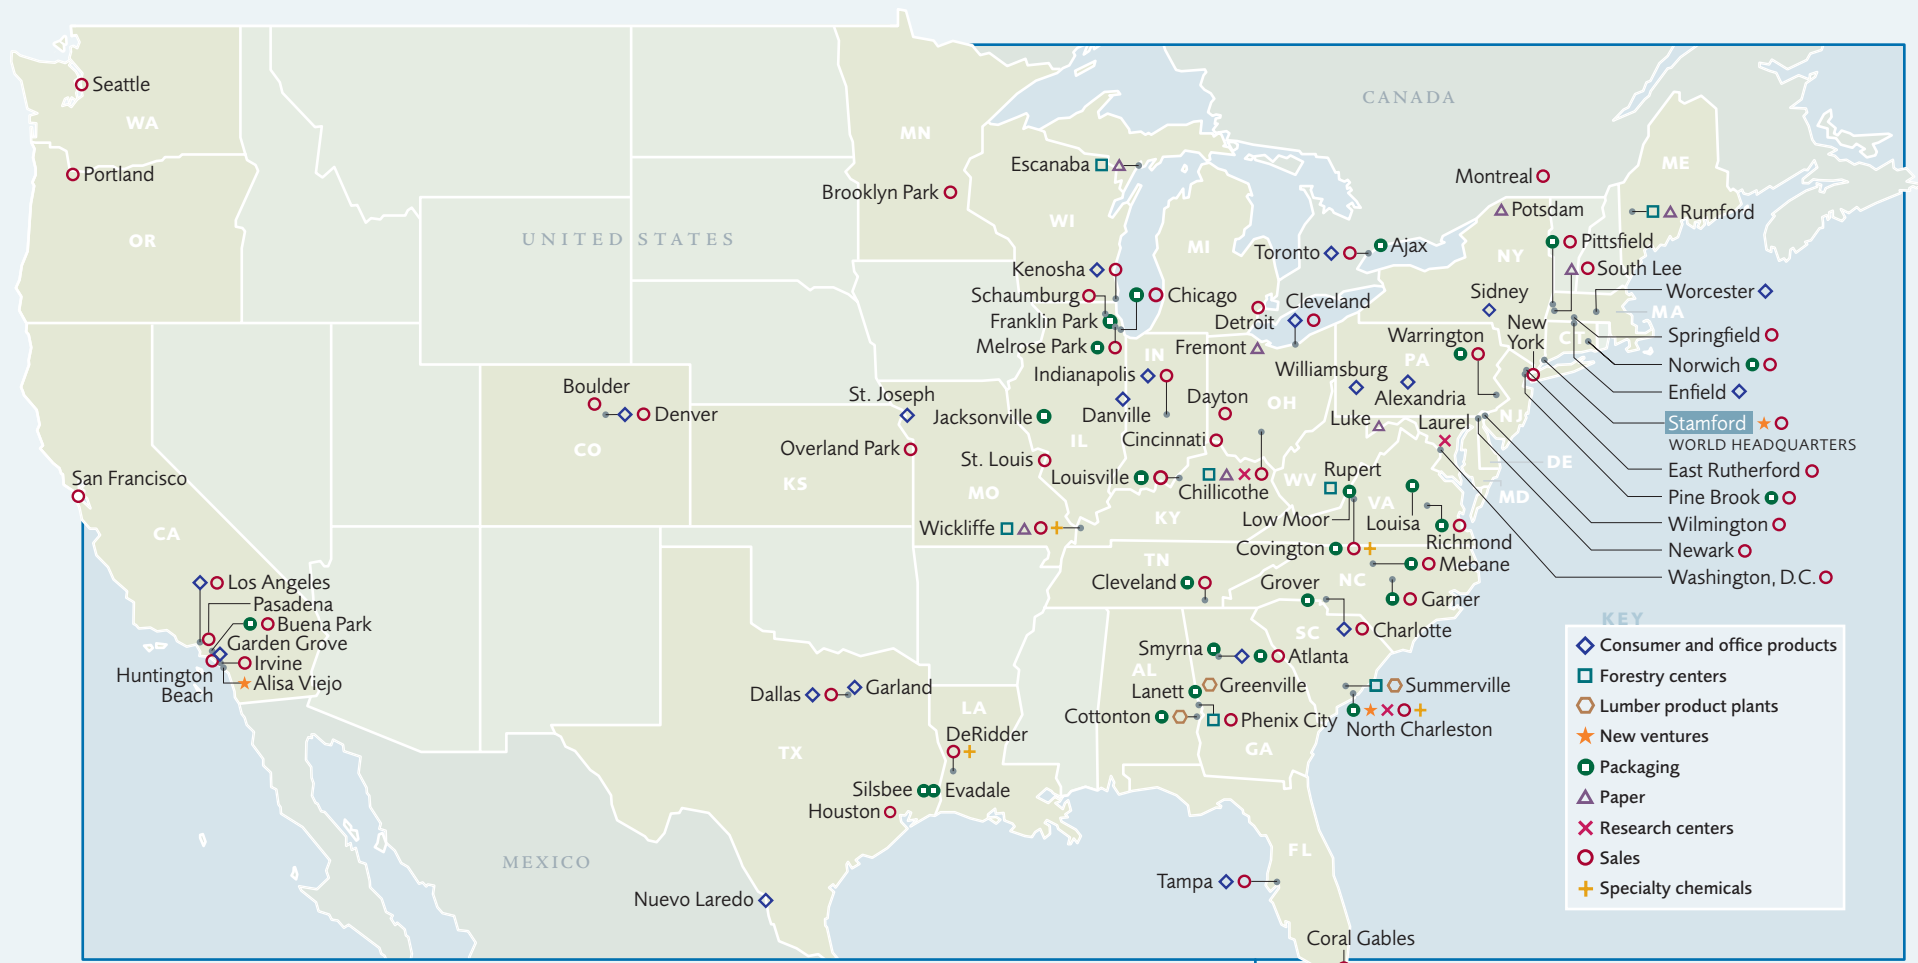 Seattle
WA
Portland
OR
UNITED STATES
CANADA
MN
Brooklyn Park
Escanaba
WI
MI
Montreal
Potsdam
ME
Rumford
Toronto
Ajax
NY
Pittsfield
South Lee
Worcester
MA
Kenosha
Schaumburg
Chicago
Franklin Park
Melrose Park
Detroit
Cleveland
Fremont
Sidney
New
York
CT
Springfield
Norwich
Enfield
Stamford
WORLD HEADQUARTERS
East Rutherford
Pine Brook
Wilmington
Newark
Washington, D.C.
Warrington
PA
Williamsburg
Alexandria
NJ
DE
MD
IN
Indianapolis
Danville
OH
Dayton
Luke
Laurel
Boulder
Denver
CO
St. Joseph
Jacksonville
IL
Cincinnati
Overland Park
St. Louis
Louisville
Chillicothe
WV
Rupert
VA
KS
MO
KY
Low Moor
Louisa
Richmond
San Francisco
CA
Wickliffe
Covington
Mebane
TN
NC
Cleveland
Grover
Garner
Los Angeles
Pasadena
Buena Park
Garden Grove
Irvine
Huntington
Beach
Alisa Viejo
SC
Charlotte
Smyrna
Atlanta
AL
Lanett
Greenville
Summerville
Cottonton
Phenix City
North Charleston
GA
Dallas
Garland
LA
DeRidder
TX
Silsbee
Evadale
Houston
MEXICO
Nuevo Laredo
FL
Tampa
Coral Gables
KEY
Consumer and office products
Forestry centers
Lumber product plants
New ventures
Packaging
Paper
Research centers
Sales
Specialty chemicals